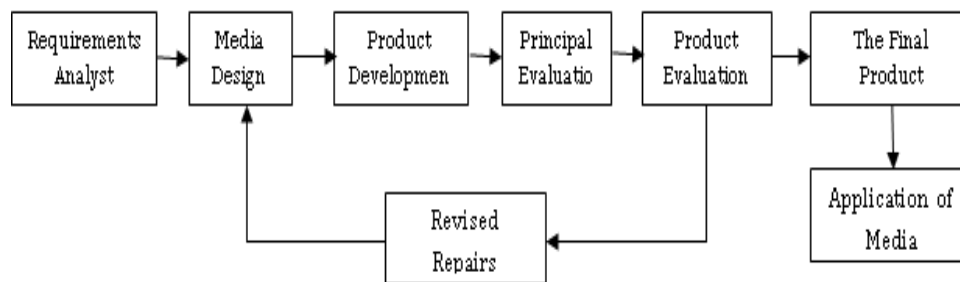 Requirements
Analyst
Media
Design
Product
Developmen
Principal
Evaluatio
Product
Evaluation
The Final
Product
Application of
Media
Revised
Repairs